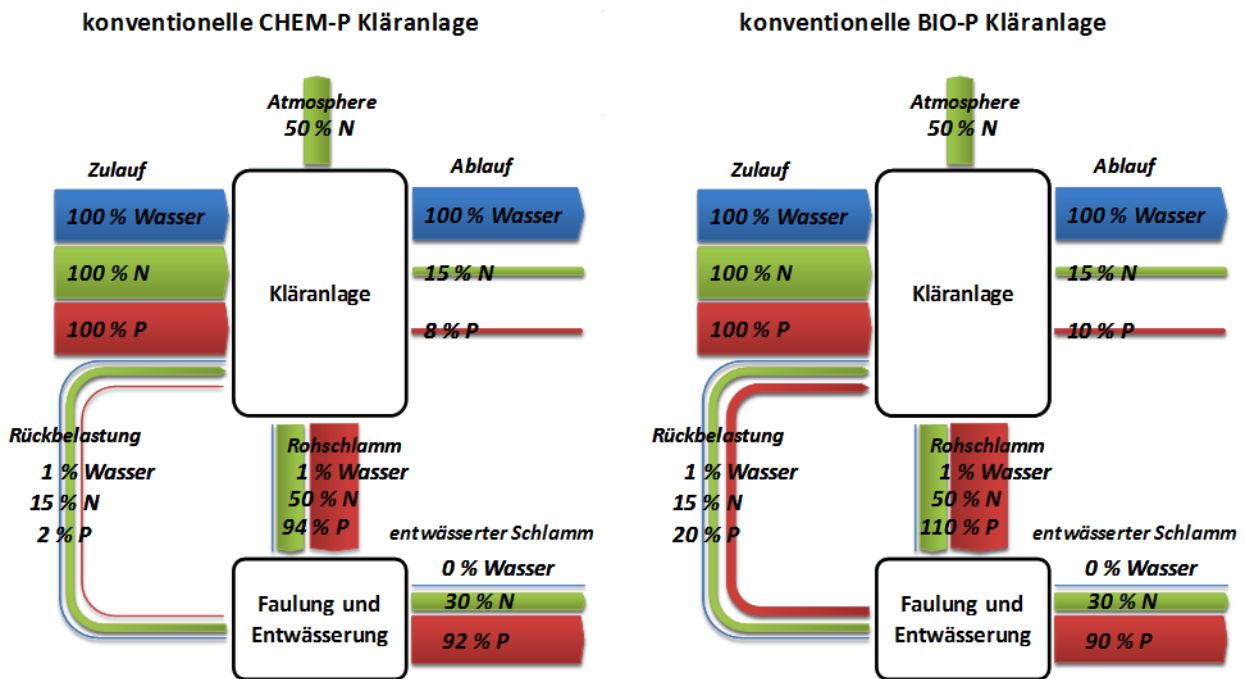 konventionelle CHEM-P Kläranlage
Atmosphere
50 % N
Zulauf
Ablauf
100 % Wasser
100 % Wasser
100 % N
Kläranlage
15 % N
100 % P
8 % P
Rückbelastung
1 % Wasser
15 % N
2 % P
Rohschlamm
1 % Wasser
50 % N
94 % P
entwässerter Schlamm
0 % Wasser
Faulung und
Entwässerung
30 % N
92 % P
konventionelle BIO-P Kläranlage
Atmosphere
50 % N
Zulauf
Ablauf
100 % Wasser
100 % Wasser
100 % N
Kläranlage
15 % N
100 % P
10 % P
Rückbelastung
1 % Wasser
15 % N
20 % P
Rohschlamm
1 % Wasser
50 % N
110 % P
entwässerter Schlamm
0 % Wasser
Faulung und
Entwässerung
30 % N
90 % P